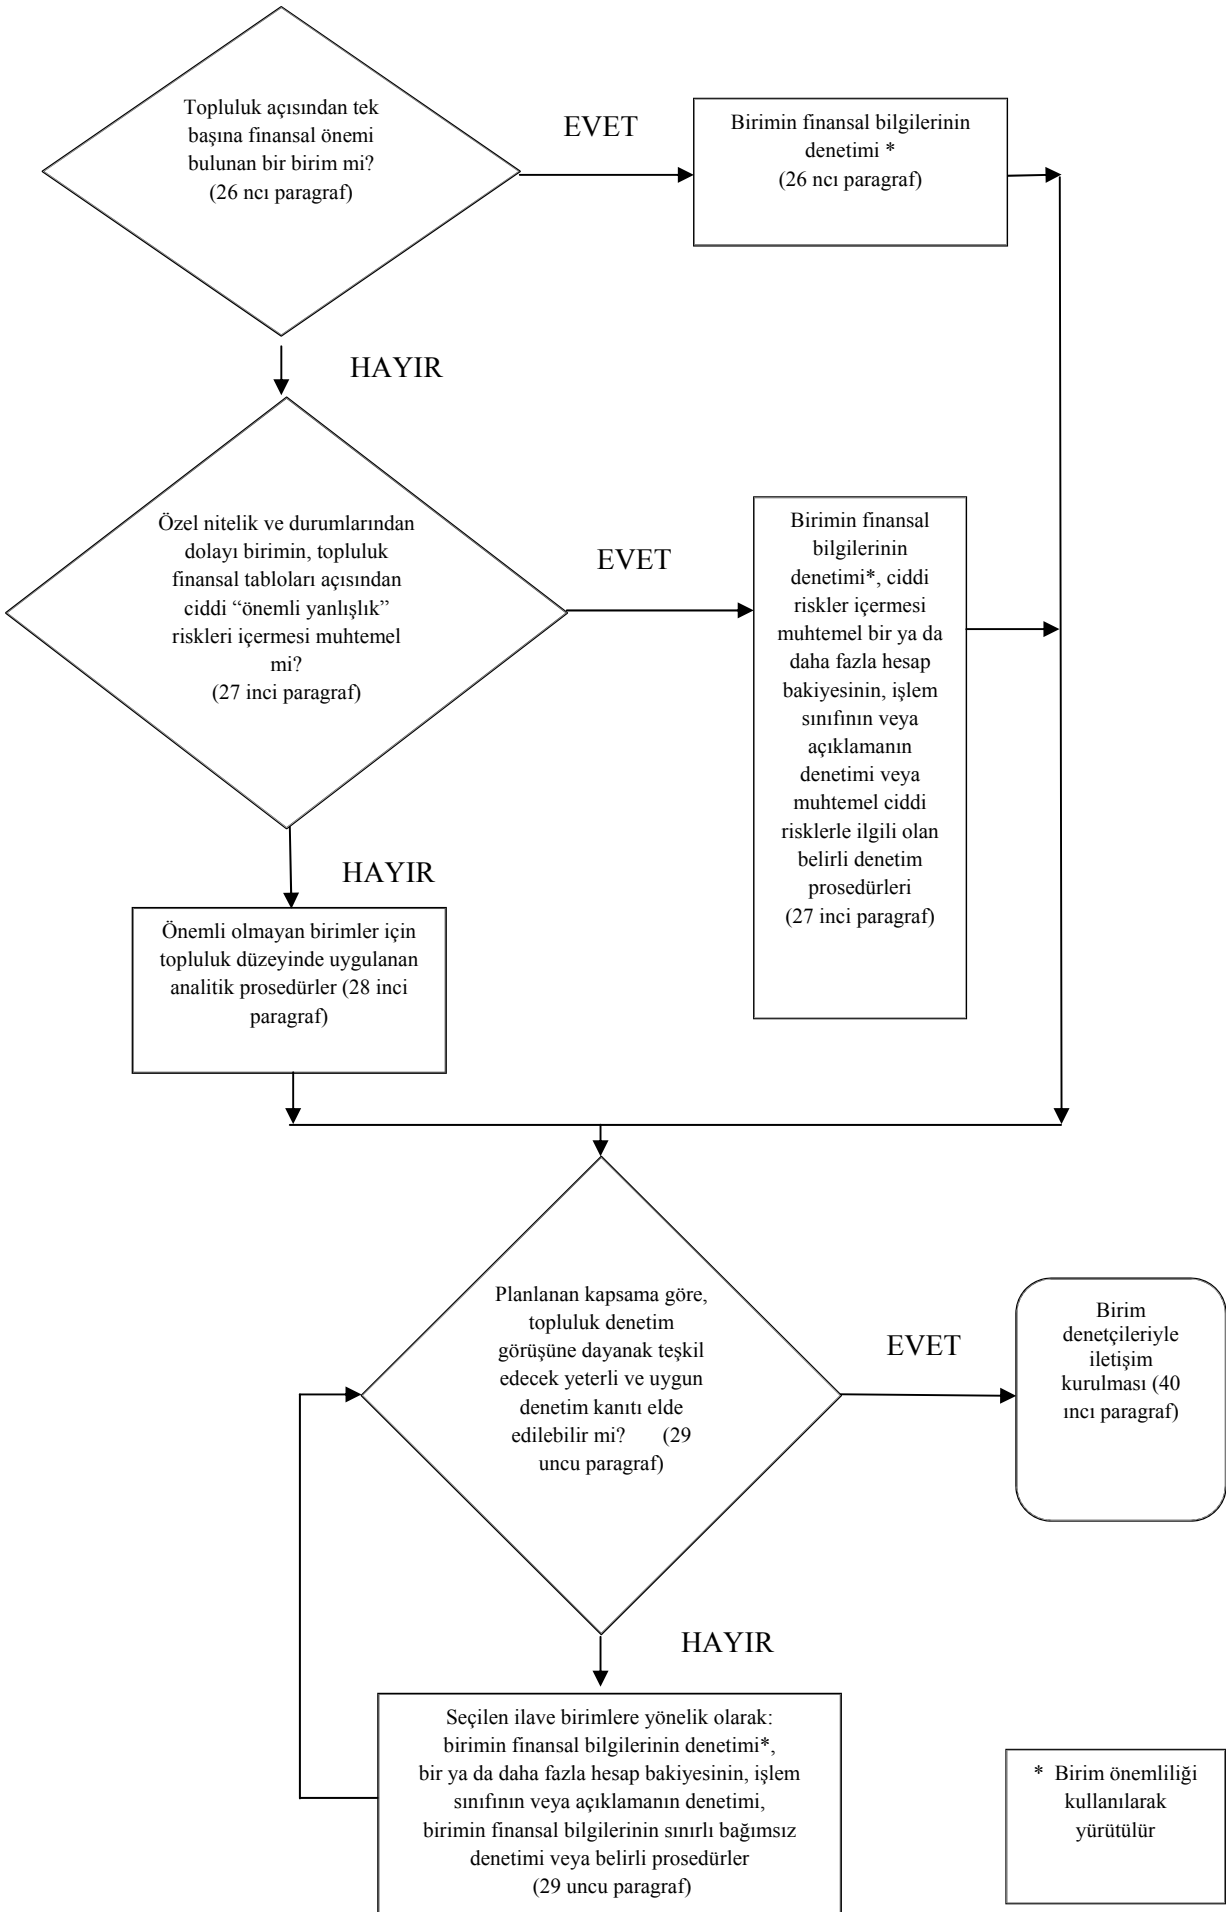 Topluluk açısından tek
başına finansal önemi
bulunan bir birim mi?
(26 ncı paragraf)
EVET
Birimin finansal bilgilerinin
denetimi *
(26 ncı paragraf)
HAYIR
Özel nitelik ve durumlarından
dolayı birimin, topluluk
finansal tabloları açısından
ciddi “önemli yanlışlık”
riskleri içermesi muhtemel
mi?
(27 inci paragraf)
EVET
Birimin finansal
bilgilerinin
denetimi*, ciddi
riskler içermesi
muhtemel bir ya da
daha fazla hesap
bakiyesinin, işlem
sınıfının veya
açıklamanın
denetimi veya
muhtemel ciddi
risklerle ilgili olan
belirli denetim
prosedürleri
(27 inci paragraf)
HAYIR
Önemli olmayan birimler için
topluluk düzeyinde uygulanan
analitik prosedürler (28 inci
paragraf)
Planlanan kapsama göre,
topluluk denetim
görüşüne dayanak teşkil
edecek yeterli ve uygun
denetim kanıtı elde
edilebilir mi? (29
uncu paragraf)
EVET
Birim
denetçileriyle
iletişim
kurulması (40
ıncı paragraf)
HAYIR
Seçilen ilave birimlere yönelik olarak:
birimin finansal bilgilerinin denetimi*,
bir ya da daha fazla hesap bakiyesinin, işlem
sınıfının veya açıklamanın denetimi,
birimin finansal bilgilerinin sınırlı bağımsız
denetimi veya belirli prosedürler
(29 uncu paragraf)
* Birim önemliliği
kullanılarak
yürütülür